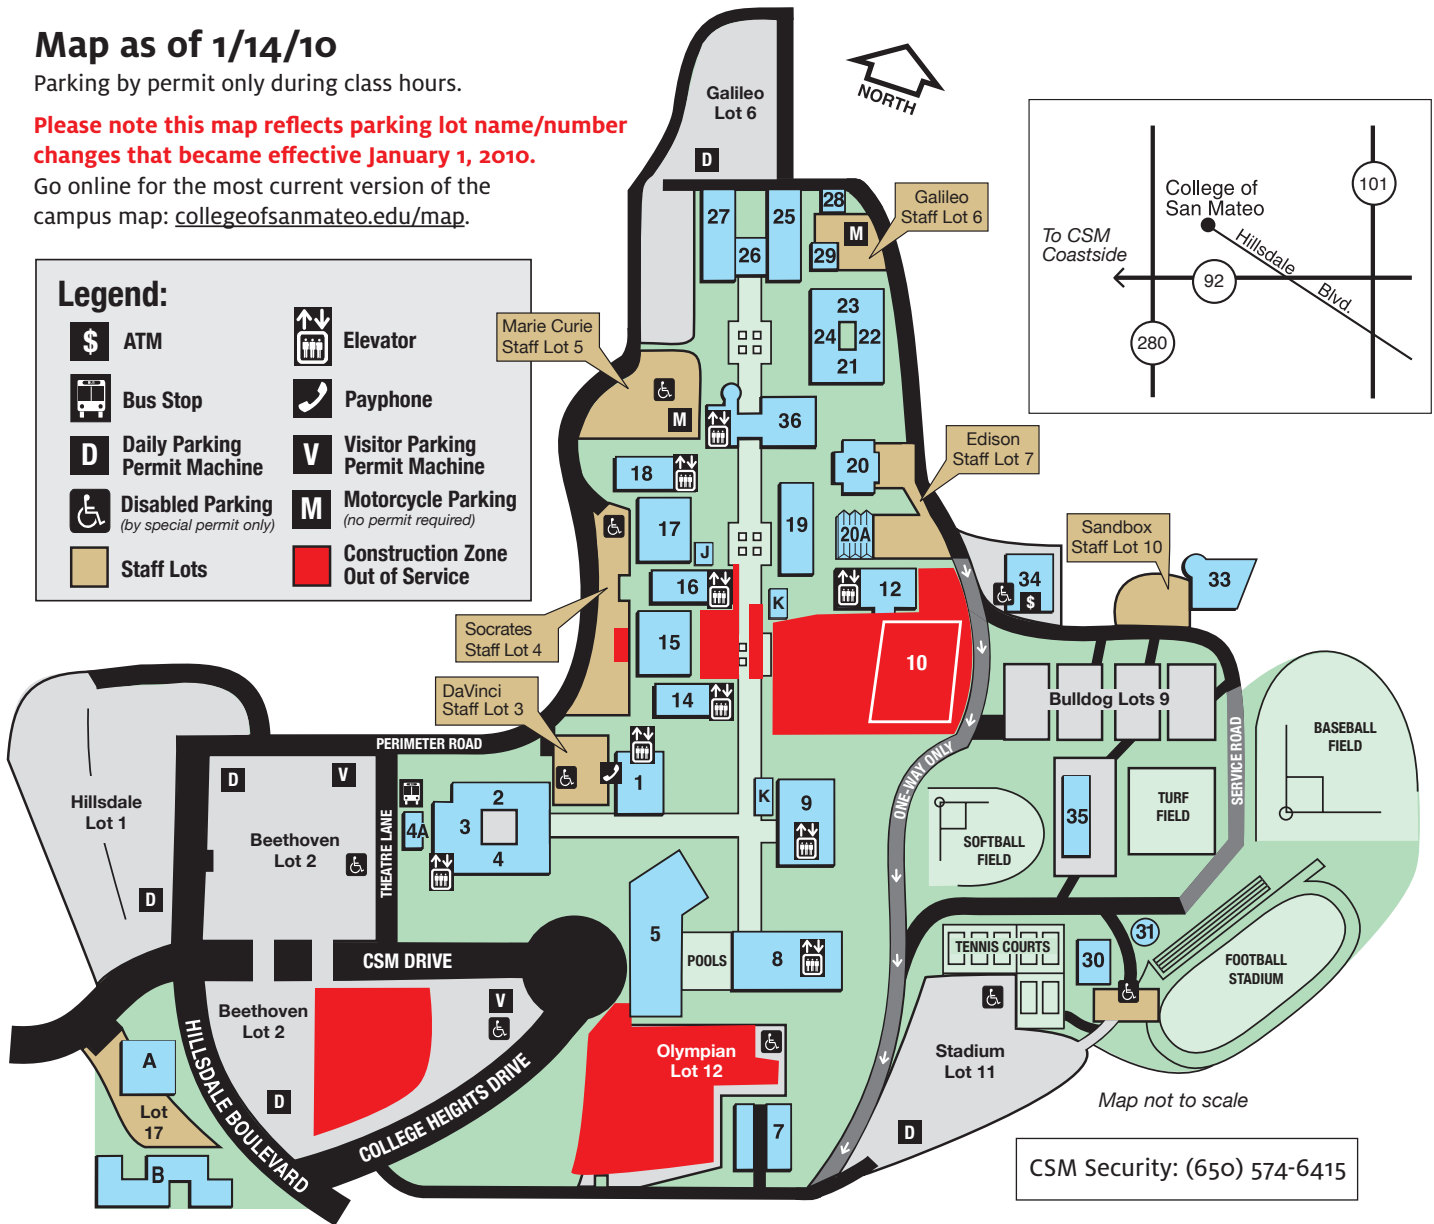 Map as of 1/14/10
Parking by permit only during class hours.
Please note this map reflects parking lot name/number
changes that became effective January 1, 2010.
Go online for the most current version of the
campus map: collegeofsanmateo.edu/map.
Legend:
$ ATM
Elevator
Bus Stop
Payphone
D Daily Parking
Permit Machine
V Visitor Parking
Permit Machine
Disabled Parking
(by special permit only)
M Motorcycle Parking
(no permit required)
Staff Lots
Construction Zone
Out of Service
NORTH
College of
San Mateo
To CSM
Coastside
Hillsdale
Blvd.
101
92
280
Galileo
Lot 6
D
27
25
26
28
29
M
Galileo
Staff Lot 6
23
24
22
21
Marie Curie
Staff Lot 5
M
36
18
17
J
16
15
14
19
K
20
20A
Edison
Staff Lot 7
12
10
34
$
Sandbox
Staff Lot 10
33
Socrates
Staff Lot 4
DaVinci
Staff Lot 3
PERIMETER ROAD
1
2
3
4
4A
THEATRE LANE
K
9
5
POOLS
8
ONE-WAY ONLY
Bulldog Lots 9
SERVICE ROAD
BASEBALL
FIELD
TURF
FIELD
35
SOFTBALL
FIELD
TENNIS COURTS
30
31
FOOTBALL
STADIUM
Hillsdale
Lot 1
D
D
V
Beethoven
Lot 2
CSM DRIVE
Beethoven
Lot 2
V
D
HILLSDALE BOULEVARD
COLLEGE HEIGHTS DRIVE
A
Lot
17
B
Olympian
Lot 12
7
Stadium
Lot 11
D
Map not to scale
CSM Security: (650) 574-6415